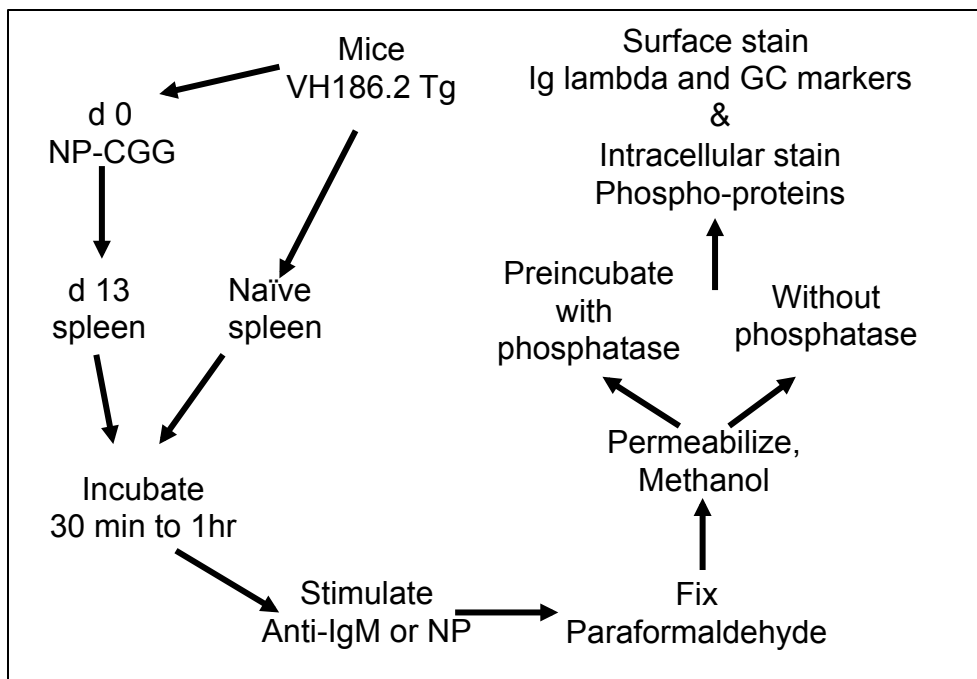 Mice
VH186.2 Tg
d 0
NP-CGG
d 13
spleen
Naïve
spleen
Incubate
30 min to 1hr
Stimulate
Anti-IgM or NP
Fix
Paraformaldehyde
Permeabilize,
Methanol
Preincubate
with
phosphatase
Without
phosphatase
Surface stain
Ig lambda and GC markers
&
Intracellular stain
Phospho-proteins